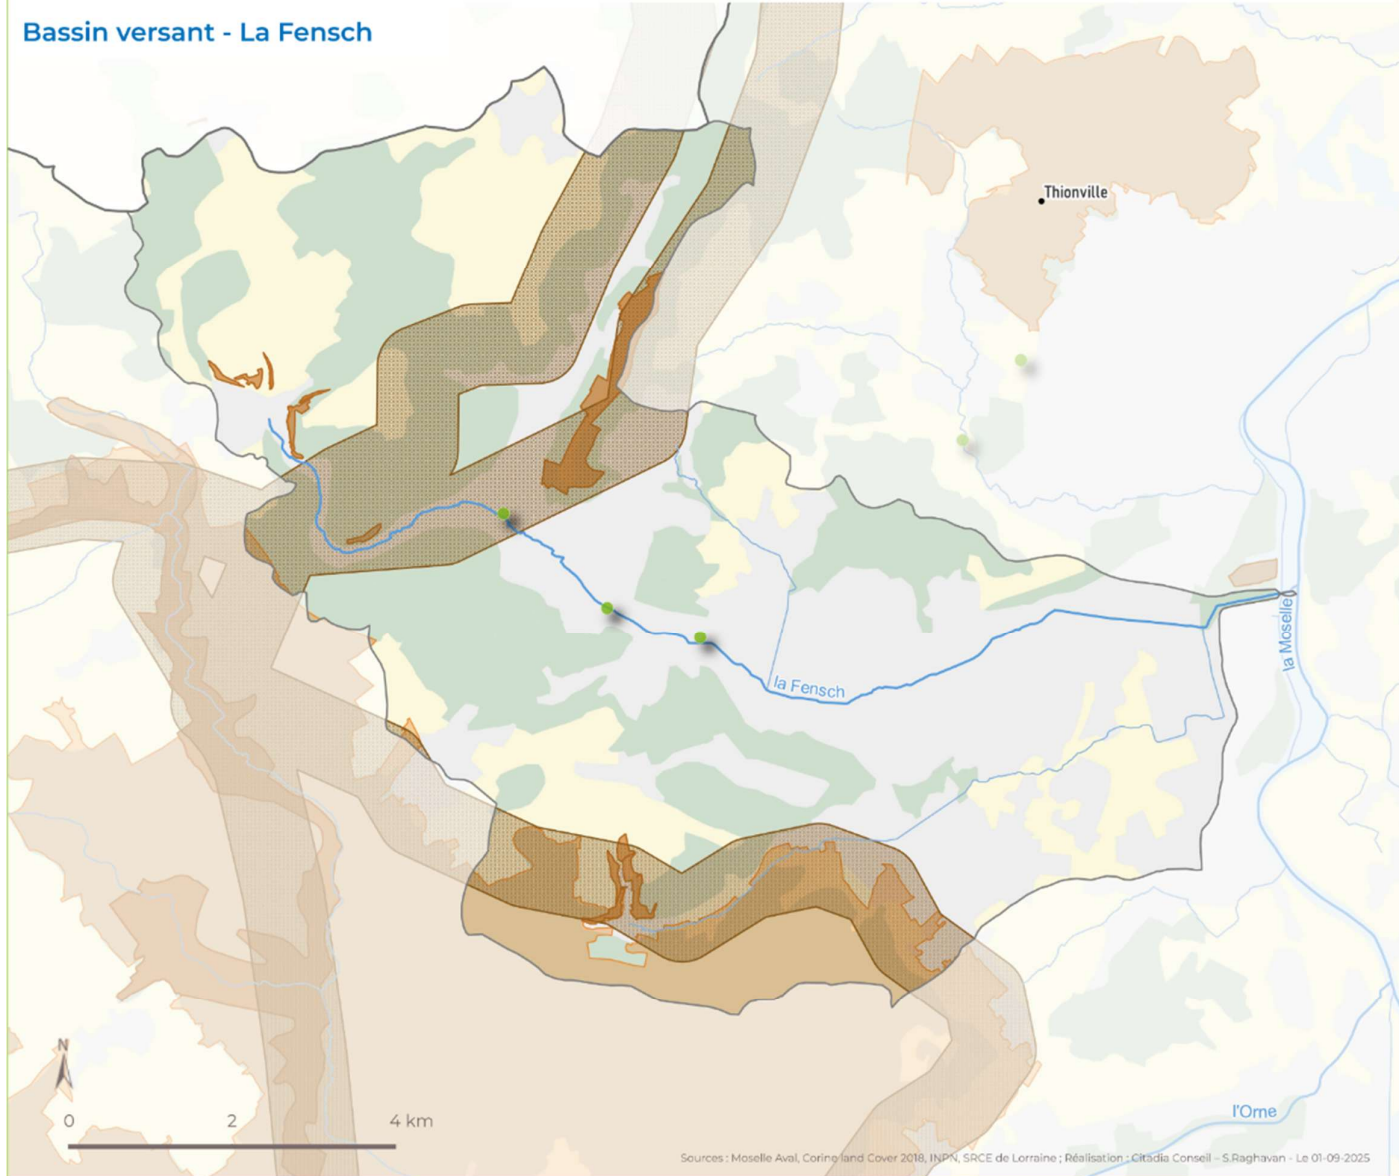 Bassin versant - La Fensch
Thionville
la Moselle
la Fensch
N
0 2 4 km
l'Orne
Sources : Moselle Aval, Corine land Cover 2018, INPN, SRCE de Lorraine ; Réalisation : Citadia Conseil - S.Raghavan - Le 01-09-2025